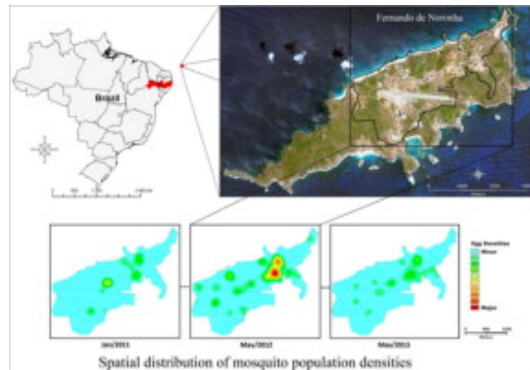 Fernando de Noronha
Brazil
Egg Densities
Minor
Major
Jan/2011
May/2012
May/2013
Spatial distribution of mosquito population densities